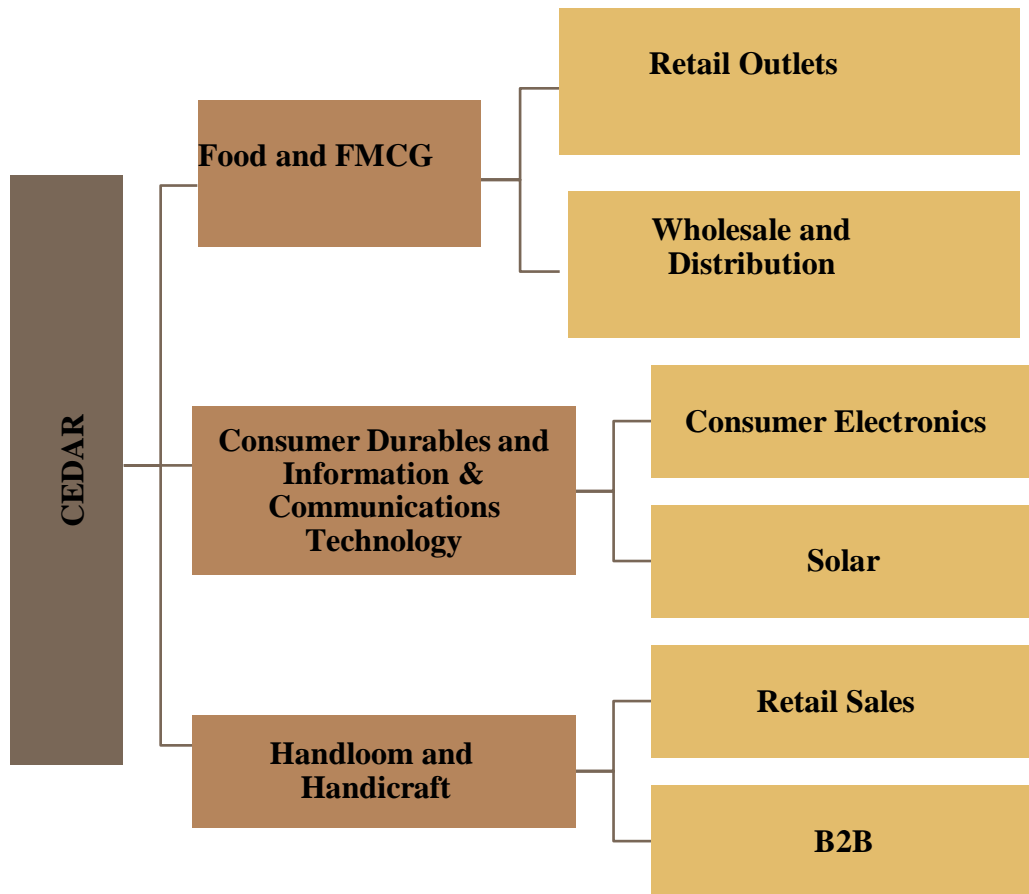 CEDAR
Food and FMCG
Retail Outlets
Wholesale and
Distribution
Consumer Durables and
Information &
Communications
Technology
Consumer Electronics
Solar
Handloom and
Handicraft
Retail Sales
B2B